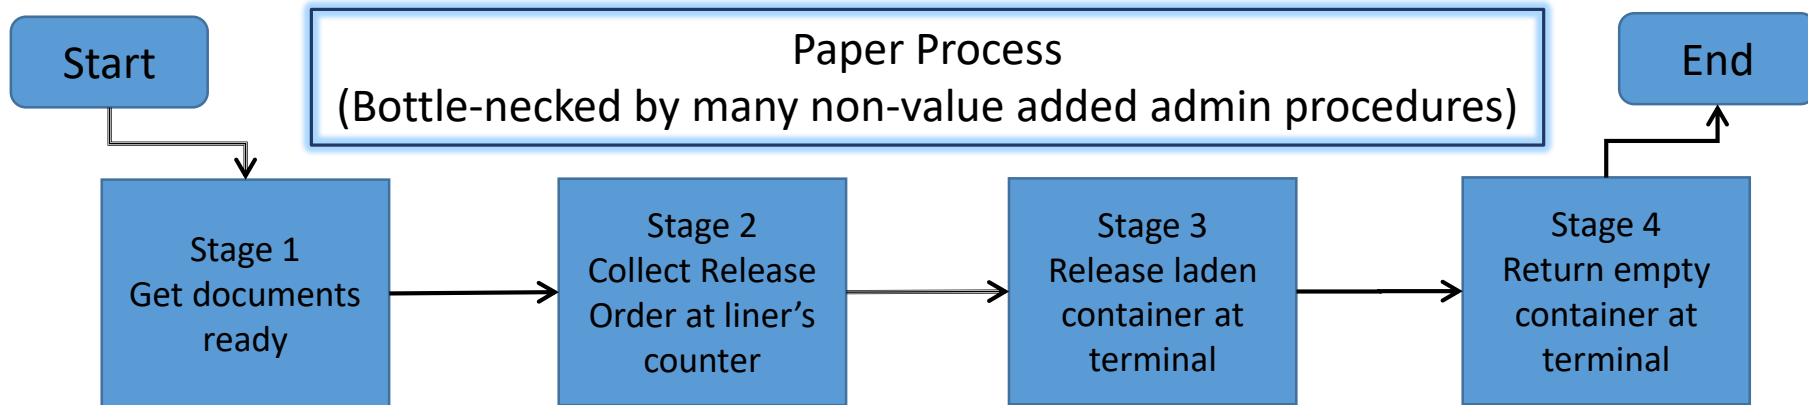 Start
Paper Process
(Bottle-necked by many non-value added admin procedures)
End
Stage 1
Get documents
ready
Stage 2
Collect Release
Order at liner’s
counter
Stage 3
Release laden
container at
terminal
Stage 4
Return empty
container at
terminal